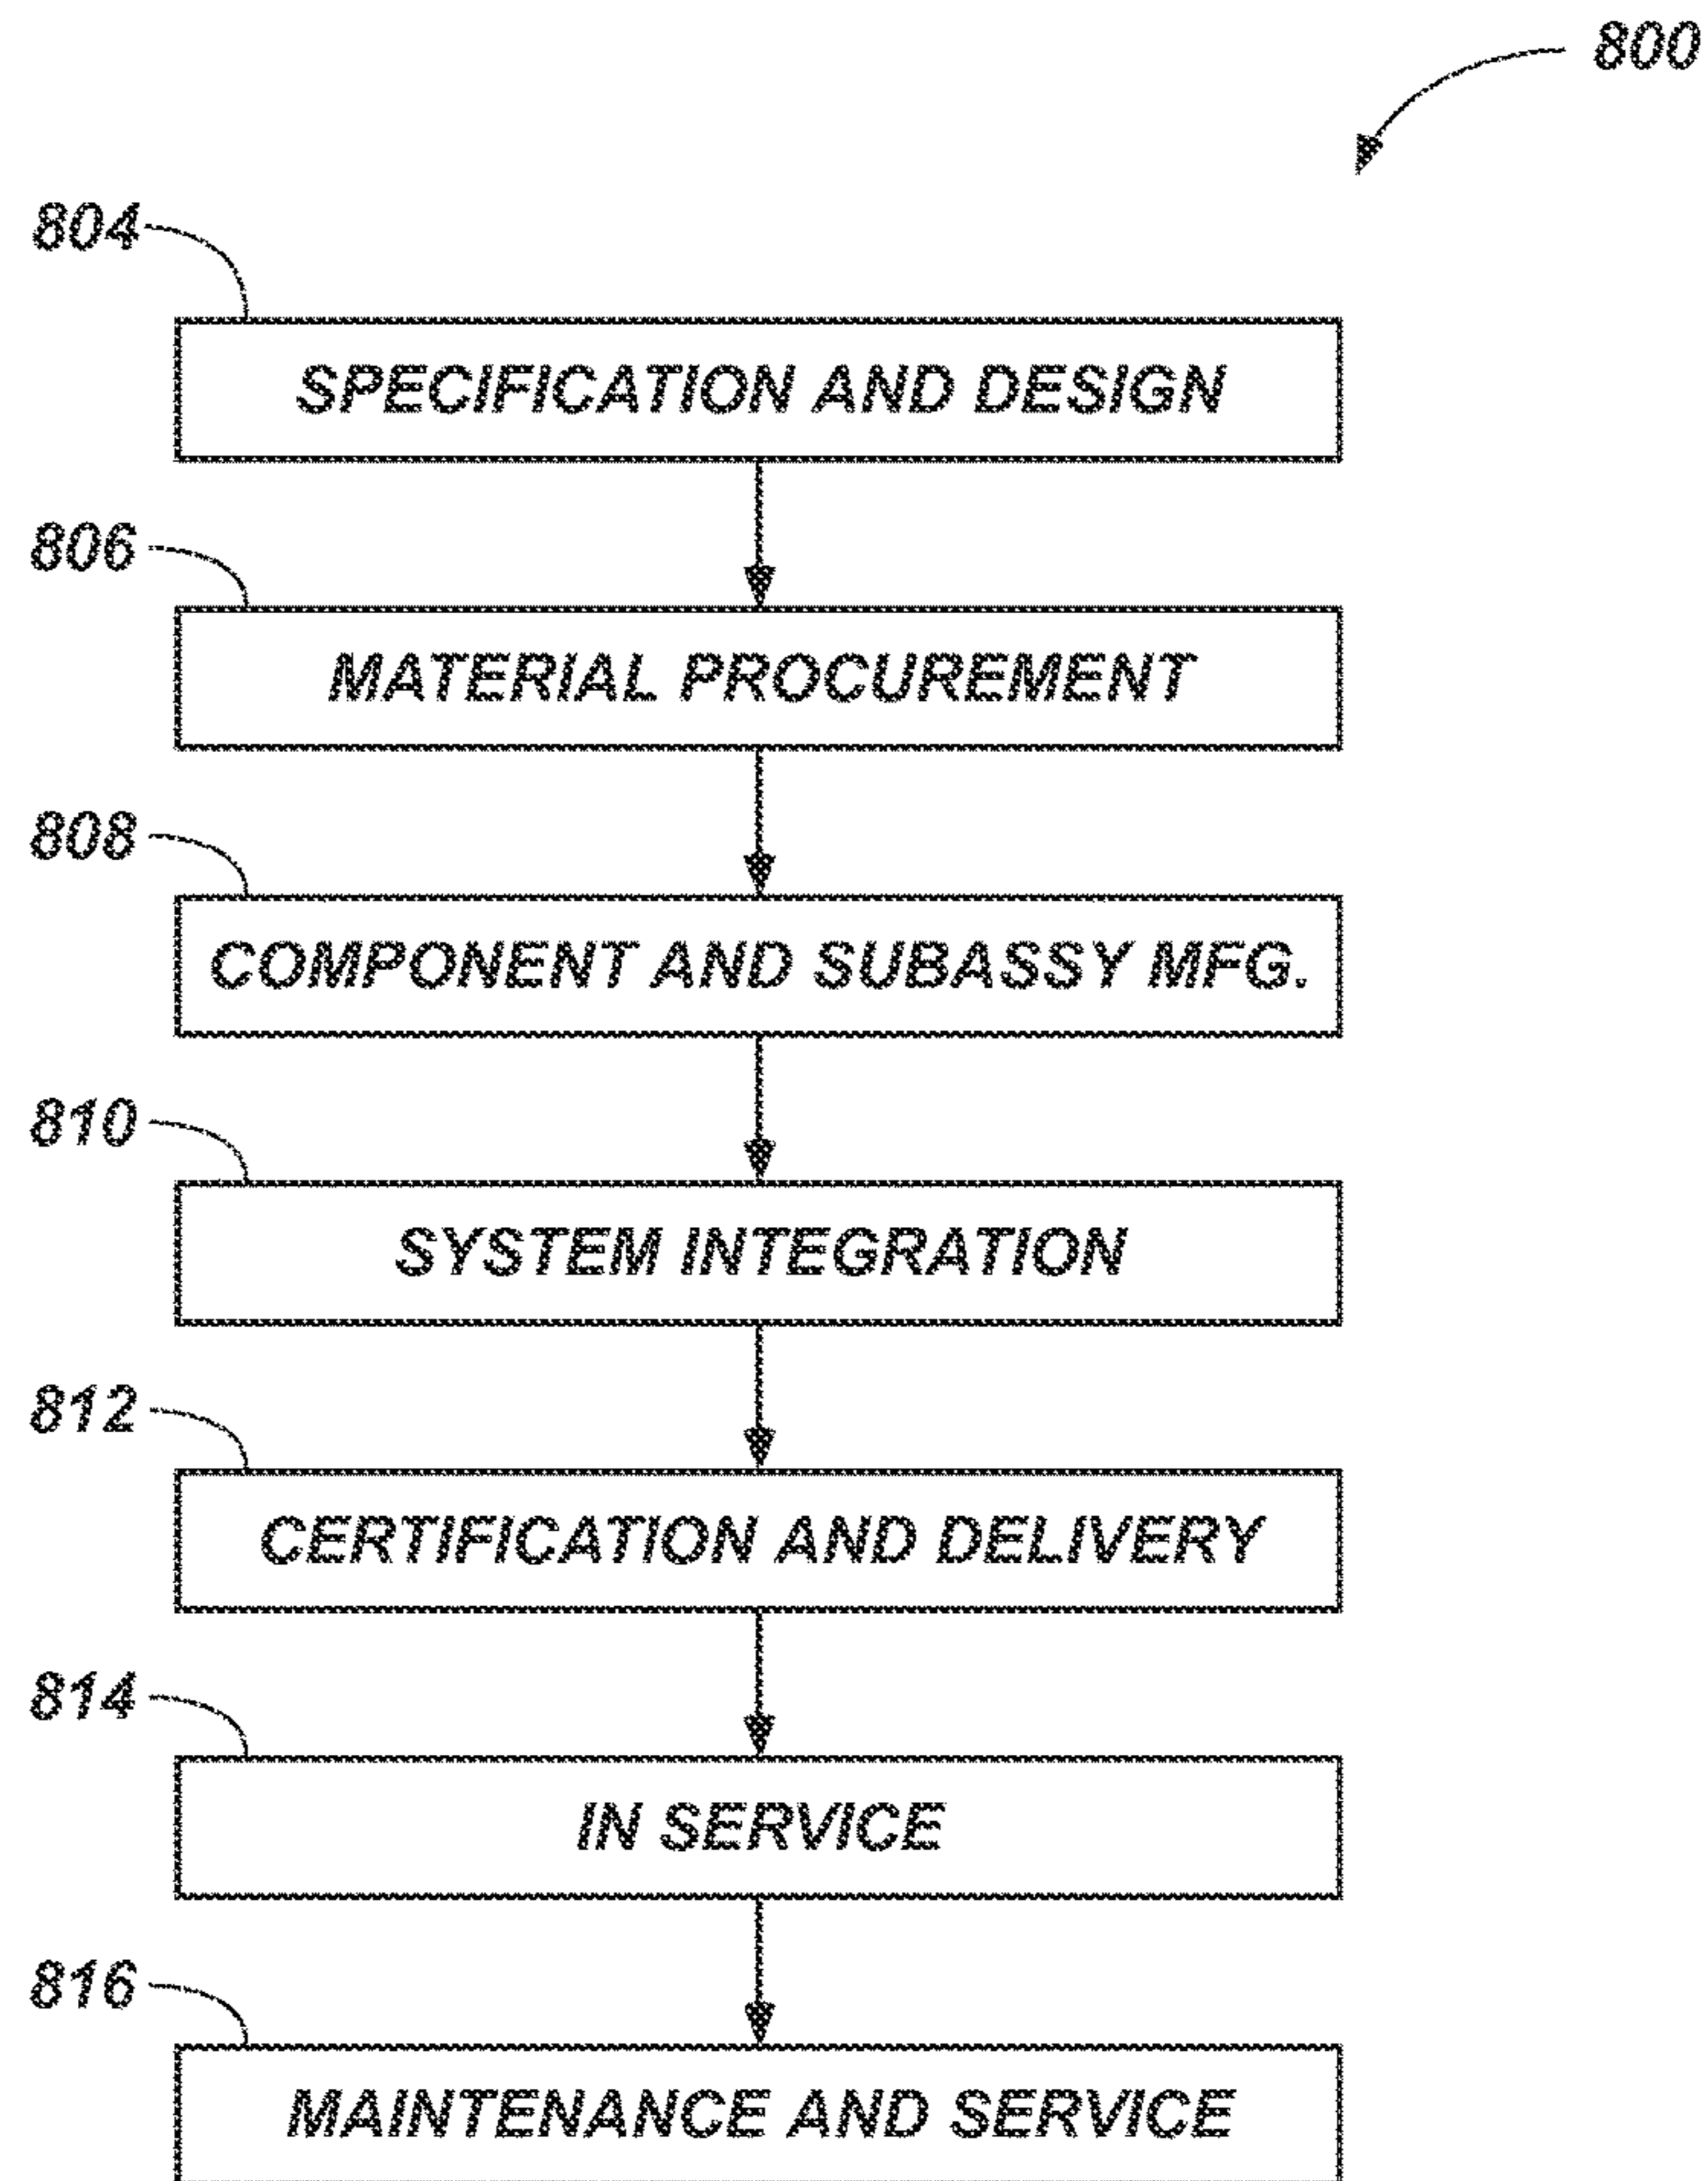 800
804
SPECIFICATION AND DESIGN
806
MATERIAL PROCUREMENT
808
COMPONENT AND SUBASSY MFG.
810
SYSTEM INTEGRATION
812
CERTIFICATION AND DELIVERY
814
IN SERVICE
816
MAINTENANCE AND SERVICE